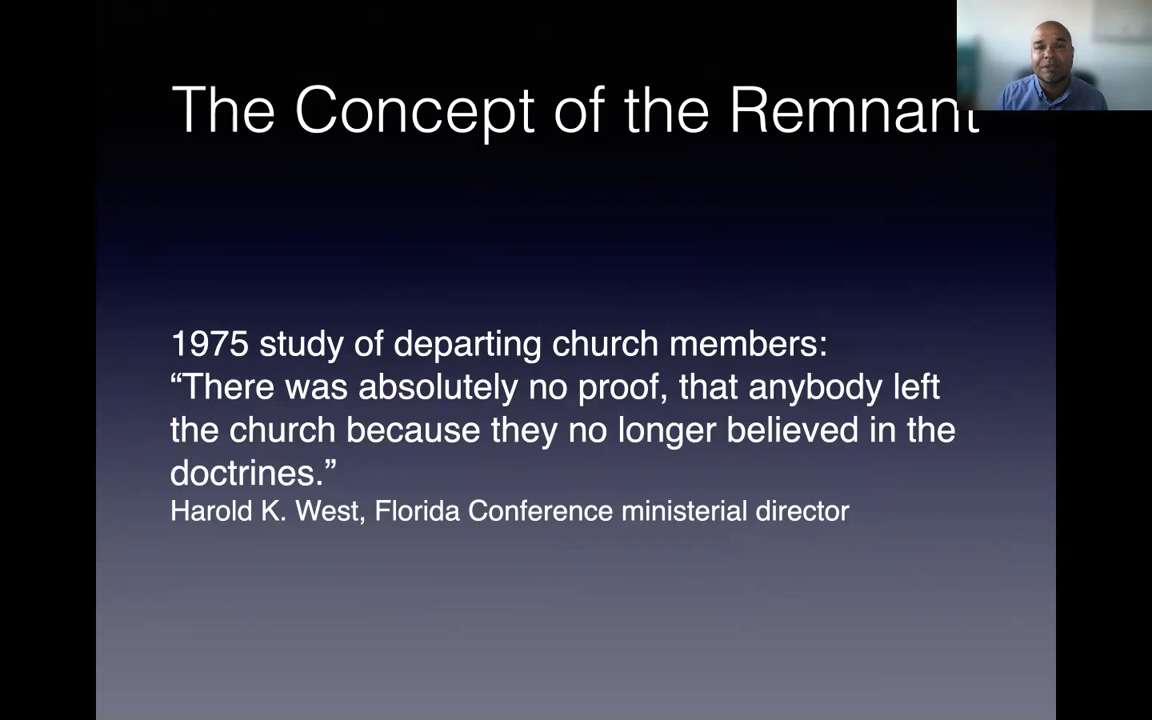 The Concept of the Remnant
1975 study of departing church members:
“There was absolutely no proof, that anybody left
the church because they no longer believed in the
doctrines.”
Harold K. West, Florida Conference ministerial director